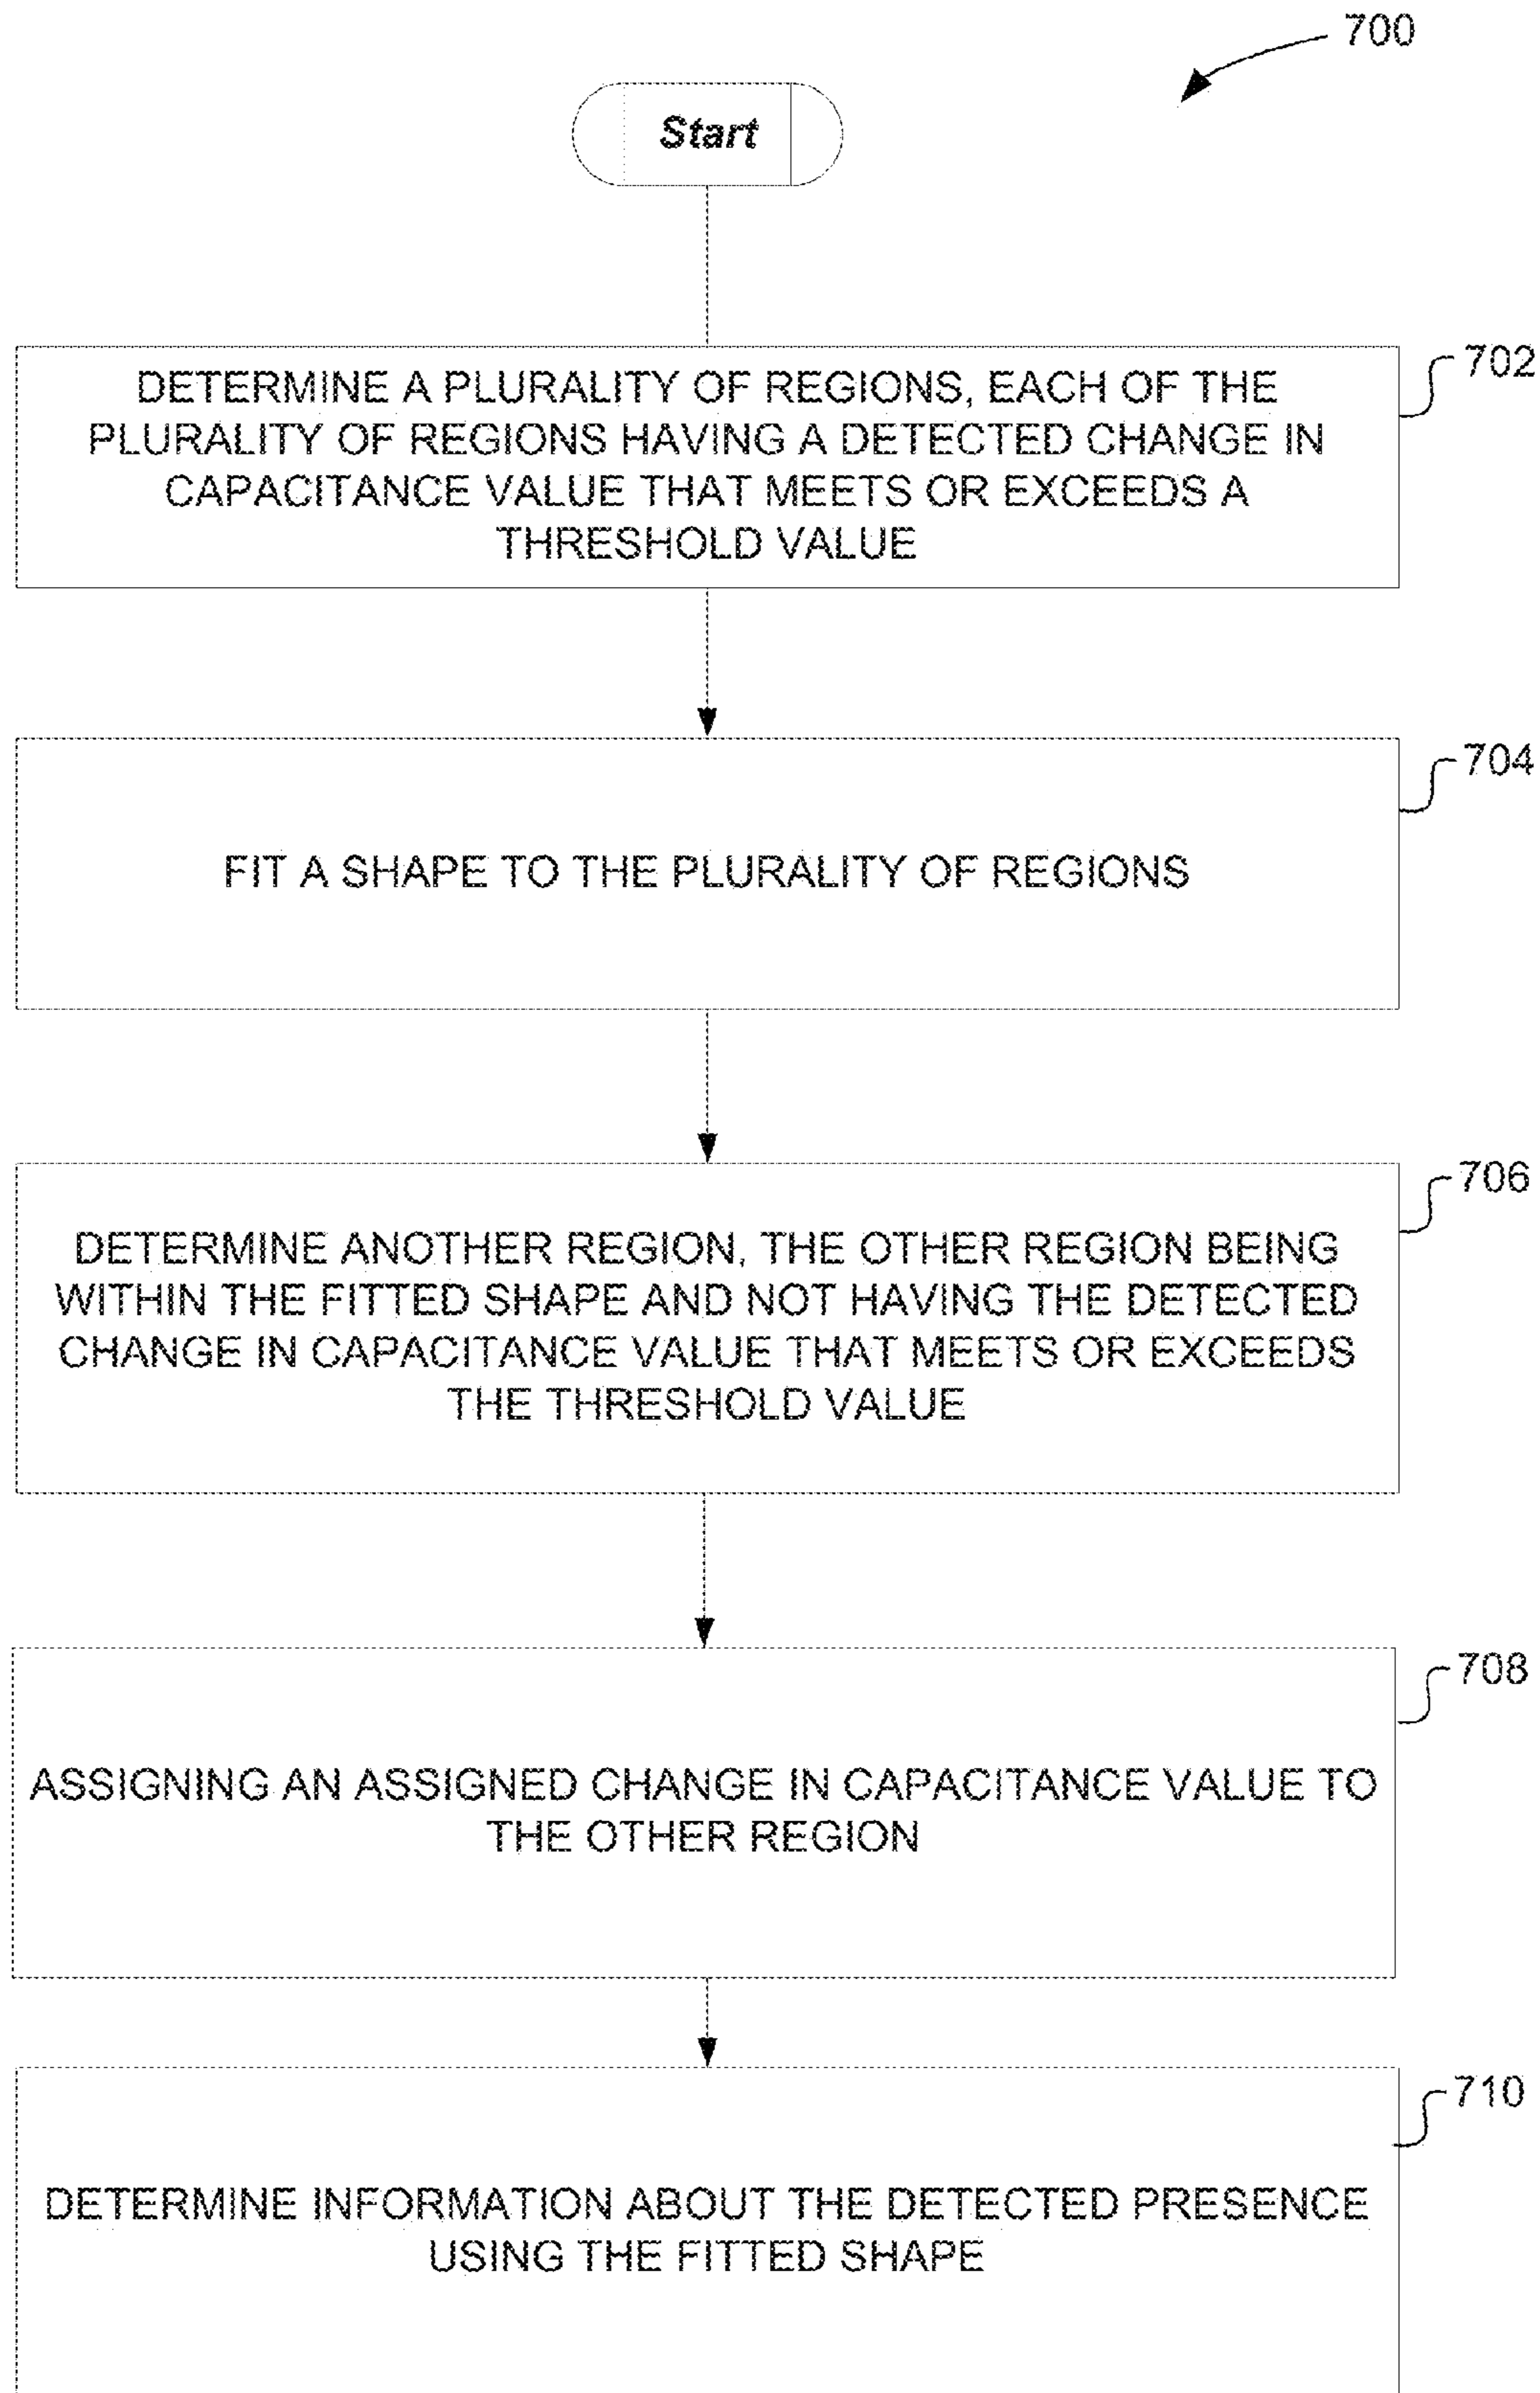 700
Start
702
DETERMINE A PLURALITY OF REGIONS, EACH OF THE
PLURALITY OF REGIONS HAVING A DETECTED CHANGE IN
CAPACITANCE VALUE THAT MEETS OR EXCEEDS A
THRESHOLD VALUE
704
FIT A SHAPE TO THE PLURALITY OF REGIONS
706
DETERMINE ANOTHER REGION, THE OTHER REGION BEING
WITHIN THE FITTED SHAPE AND NOT HAVING THE DETECTED
CHANGE IN CAPACITANCE VALUE THAT MEETS OR EXCEEDS
THE THRESHOLD VALUE
708
ASSIGNING AN ASSIGNED CHANGE IN CAPACITANCE VALUE TO
THE OTHER REGION
710
DETERMINE INFORMATION ABOUT THE DETECTED PRESENCE
USING THE FITTED SHAPE